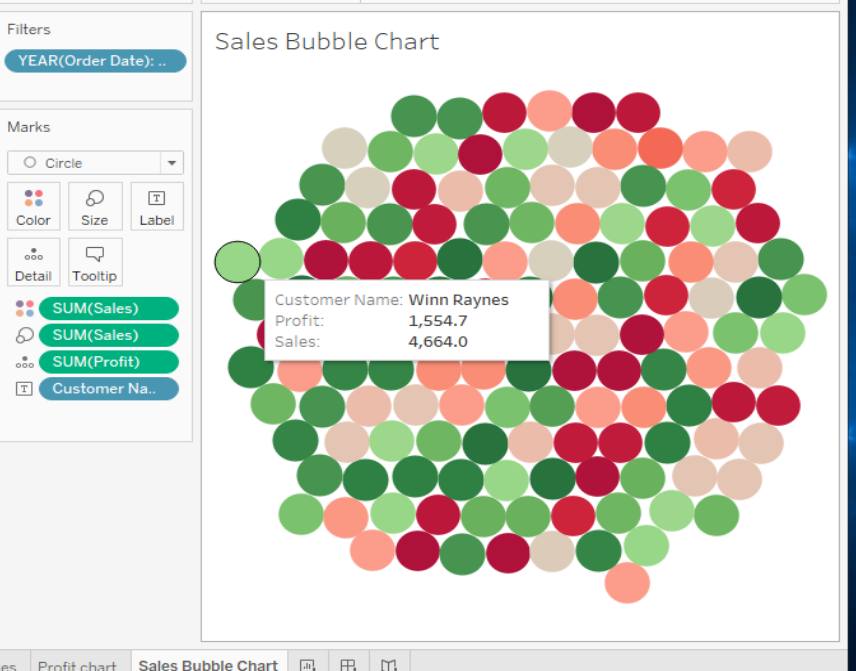 Filters
YEAR(Order Date): ..
Marks
Circle
Color
Size
Label
Detail
Tooltip
SUM(Sales)
SUM(Sales)
SUM(Profit)
Customer Na..
Sales Bubble Chart
Customer Name: Winn Raynes
Profit: 1,554.7
Sales: 4,664.0
Profit chart
Sales Bubble Chart